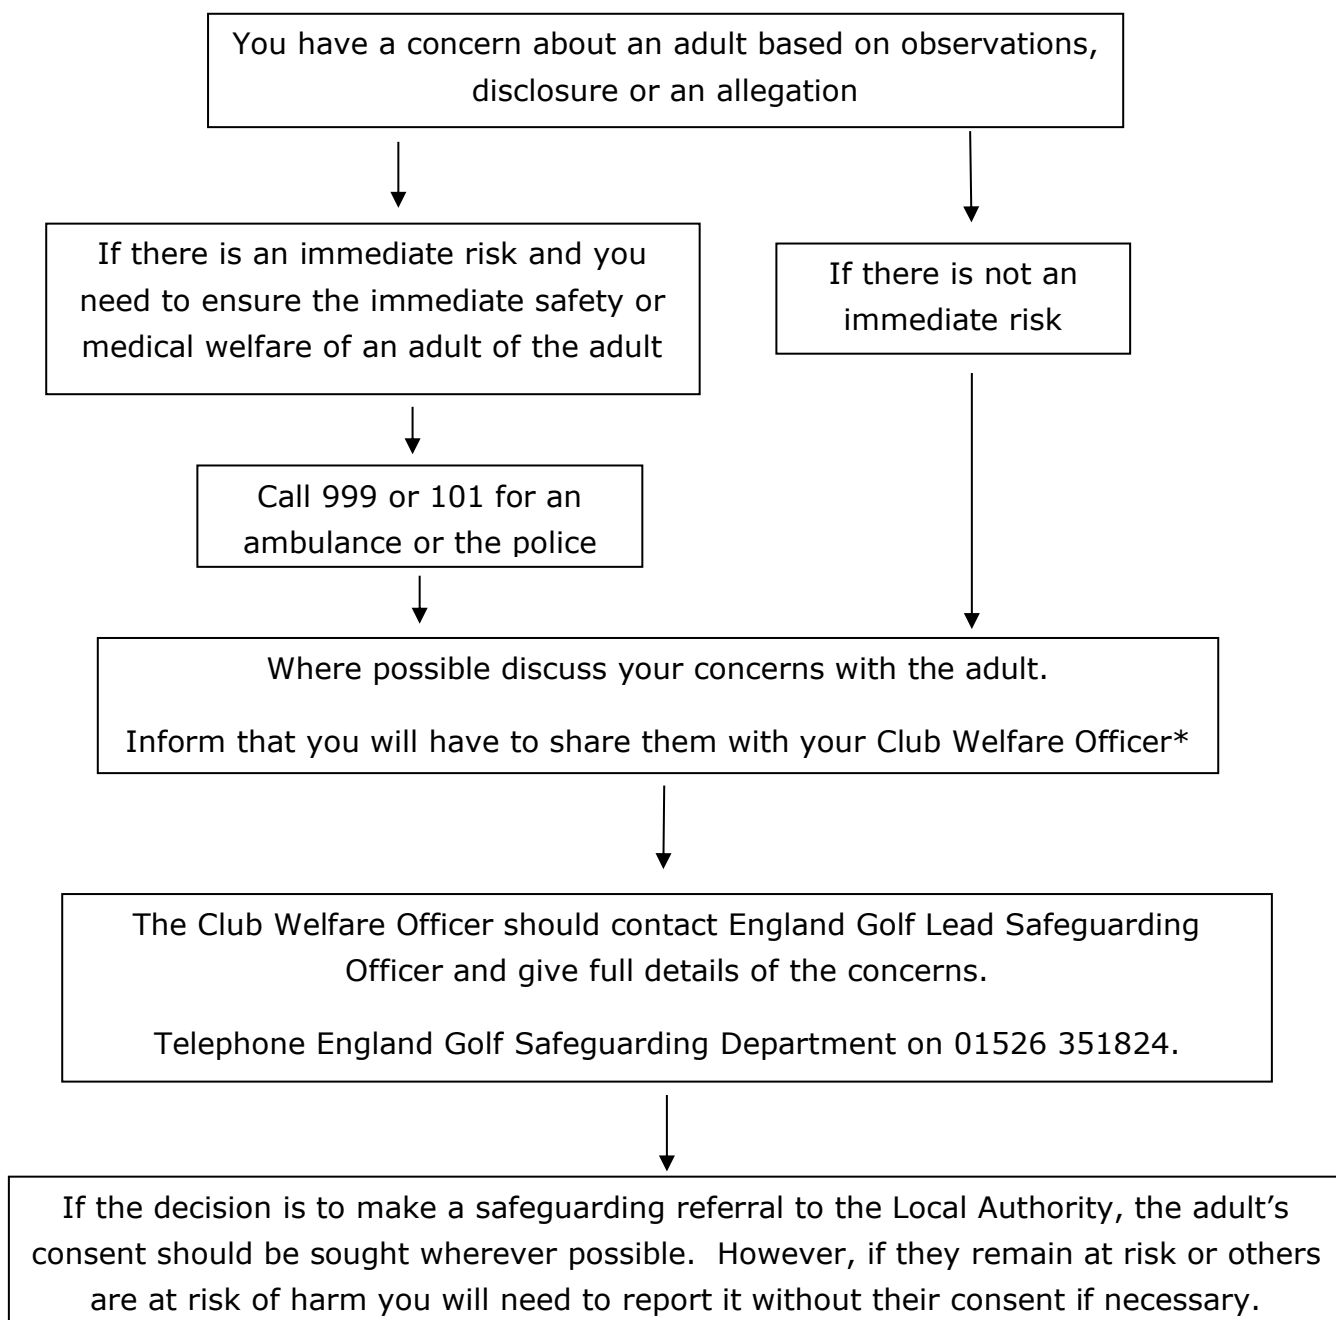 You have a concern about an adult based on observations,
disclosure or an allegation
If there is an immediate risk and you
need to ensure the immediate safety or
medical welfare of an adult of the adult
If there is not an
immediate risk
Call 999 or 101 for an
ambulance or the police
Where possible discuss your concerns with the adult.
Inform that you will have to share them with your Club Welfare Officer*
The Club Welfare Officer should contact England Golf Lead Safeguarding
Officer and give full details of the concerns.
Telephone England Golf Safeguarding Department on 01526 351824.
If the decision is to make a safeguarding referral to the Local Authority, the adult’s
consent should be sought wherever possible.  However, if they remain at risk or others
are at risk of harm you will need to report it without their consent if necessary.